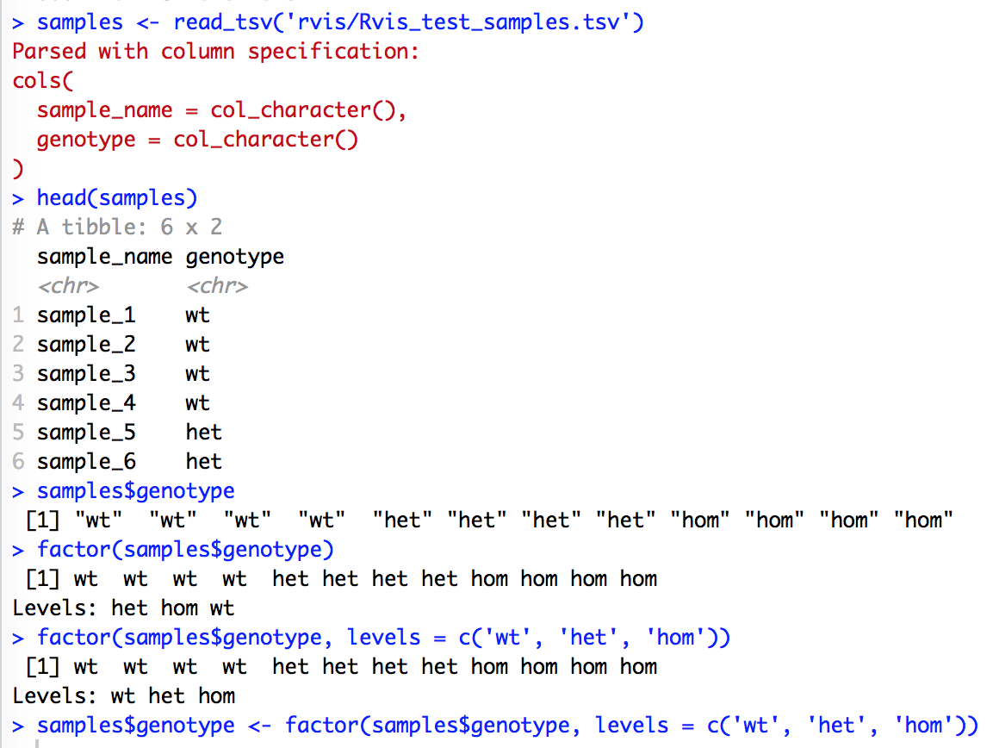 > samples <- read_tsv('rvis/Rvis_test_samples.tsv')
Parsed with column specification:
cols(
  sample_name = col_character(),
  genotype = col_character()
)
> head(samples)
# A tibble: 6 x 2
  sample_name genotype
  <chr>       <chr>
1 sample_1    wt
2 sample_2    wt
3 sample_3    wt
4 sample_4    wt
5 sample_5    het
6 sample_6    het
> samples$genotype
 [1] "wt"  "wt"  "wt"  "wt"  "het" "het" "het" "het" "hom" "hom" "hom" "hom"
> factor(samples$genotype)
 [1] wt  wt  wt  wt  het het het het hom hom hom hom
Levels: het hom wt
> factor(samples$genotype, levels = c('wt', 'het', 'hom'))
 [1] wt  wt  wt  wt  het het het het hom hom hom hom
Levels: wt het hom
> samples$genotype <- factor(samples$genotype, levels = c('wt', 'het', 'hom'))